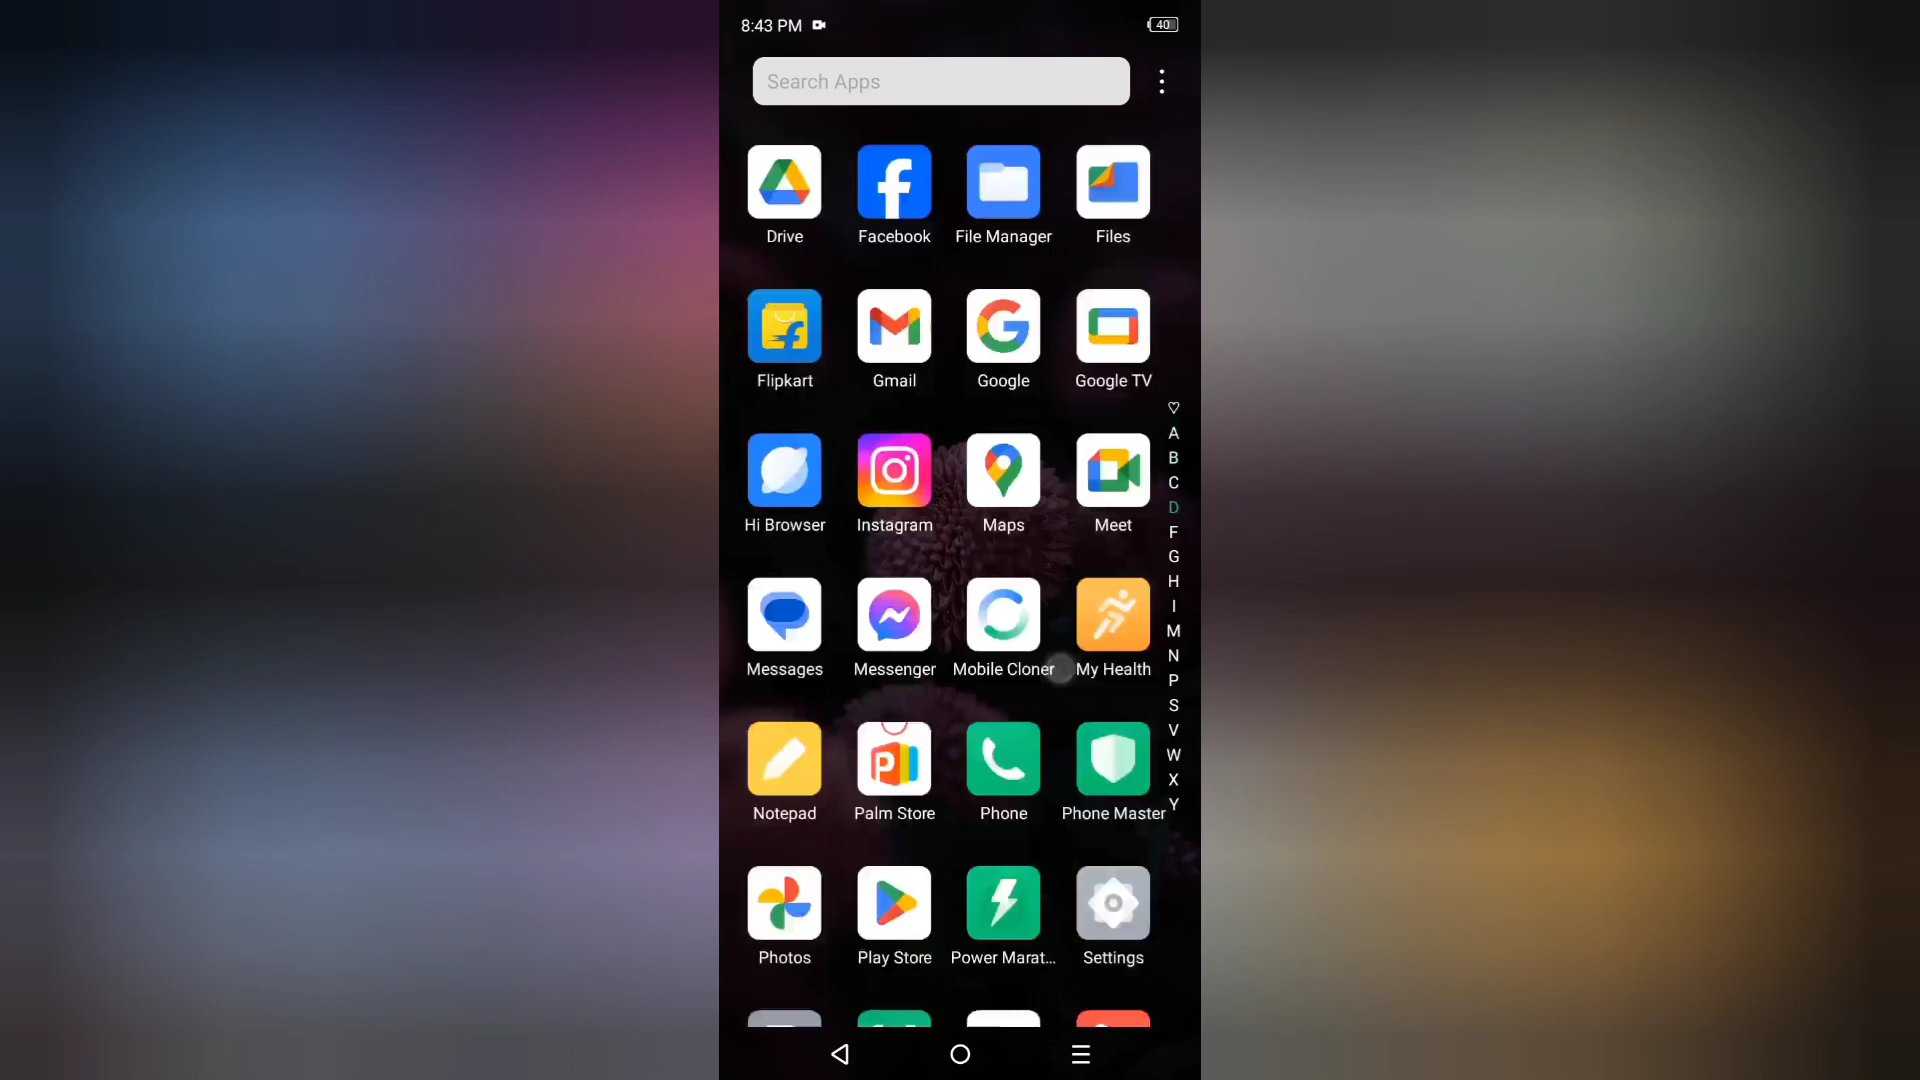 8:43 PM
40
Search Apps
Drive
Facebook
File Manager
Files
Flipkart
Gmail
Google
Google TV
Hi Browser
Instagram
Maps
Meet
Messages
Messenger
Mobile Cloner
My Health
Notepad
Palm Store
Phone
Phone Master
Photos
Play Store
Power Marat...
Settings
A
B
C
D
F
G
H
I
M
N
P
S
V
W
X
Y